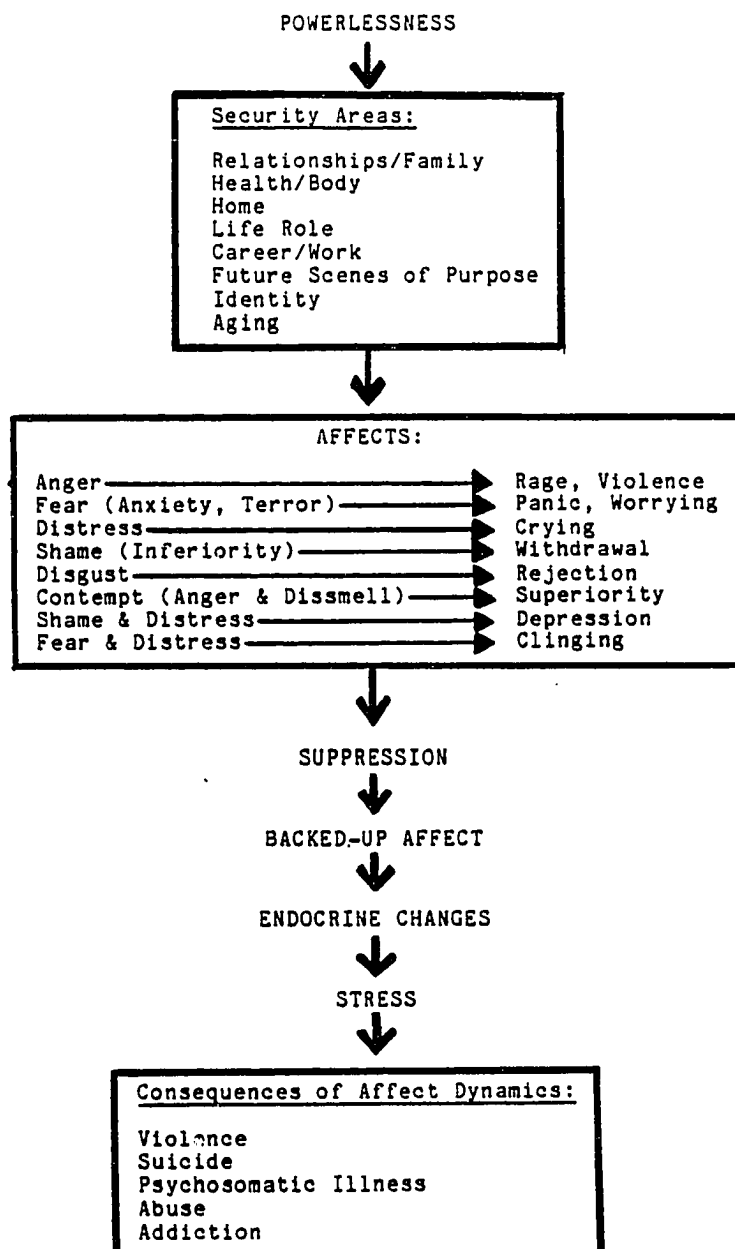 POWERLESSNESS
Security Areas:
Relationships/Family
Health/Body
Home
Life Role
Career/Work
Future Scenes of Purpose
Identity
Aging
AFFECTS:
Anger Rage, Violence
Fear (Anxiety, Terror) Panic, Worrying
Distress Crying
Shame (Inferiority) Withdrawal
Disgust Rejection
Contempt (Anger & Dissmell) Superiority
Shame & Distress Depression
Fear & Distress Clinging
SUPPRESSION
BACKED-UP AFFECT
ENDOCRINE CHANGES
STRESS
Consequences of Affect Dynamics:
Violence
Suicide
Psychosomatic Illness
Abuse
Addiction